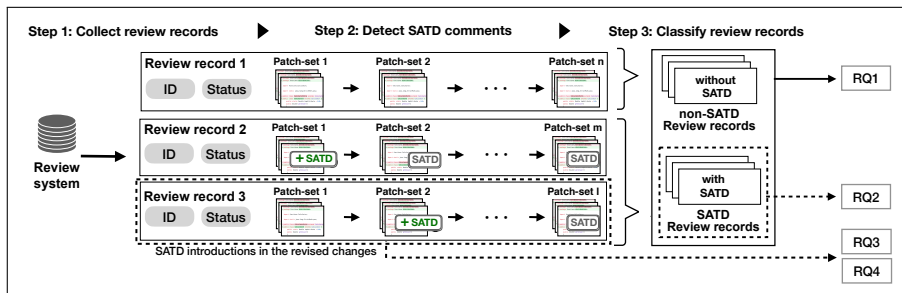 Step 1: Collect review records
Step 2: Detect SATD comments
Step 3: Classify review records
Review record 1
ID
Status
Patch-set 1
Patch-set 2
Patch-set n
. . .
Review record 2
ID
Status
Patch-set 1
+ SATD
Patch-set 2
SATD
. . .
Patch-set m
SATD
Review record 3
ID
Status
Patch-set 1
Patch-set 2
+ SATD
. . .
Patch-set l
SATD
SATD introductions in the revised changes
Review
system
without
SATD
non-SATD
Review records
with
SATD
SATD
Review records
RQ1
RQ2
RQ3
RQ4